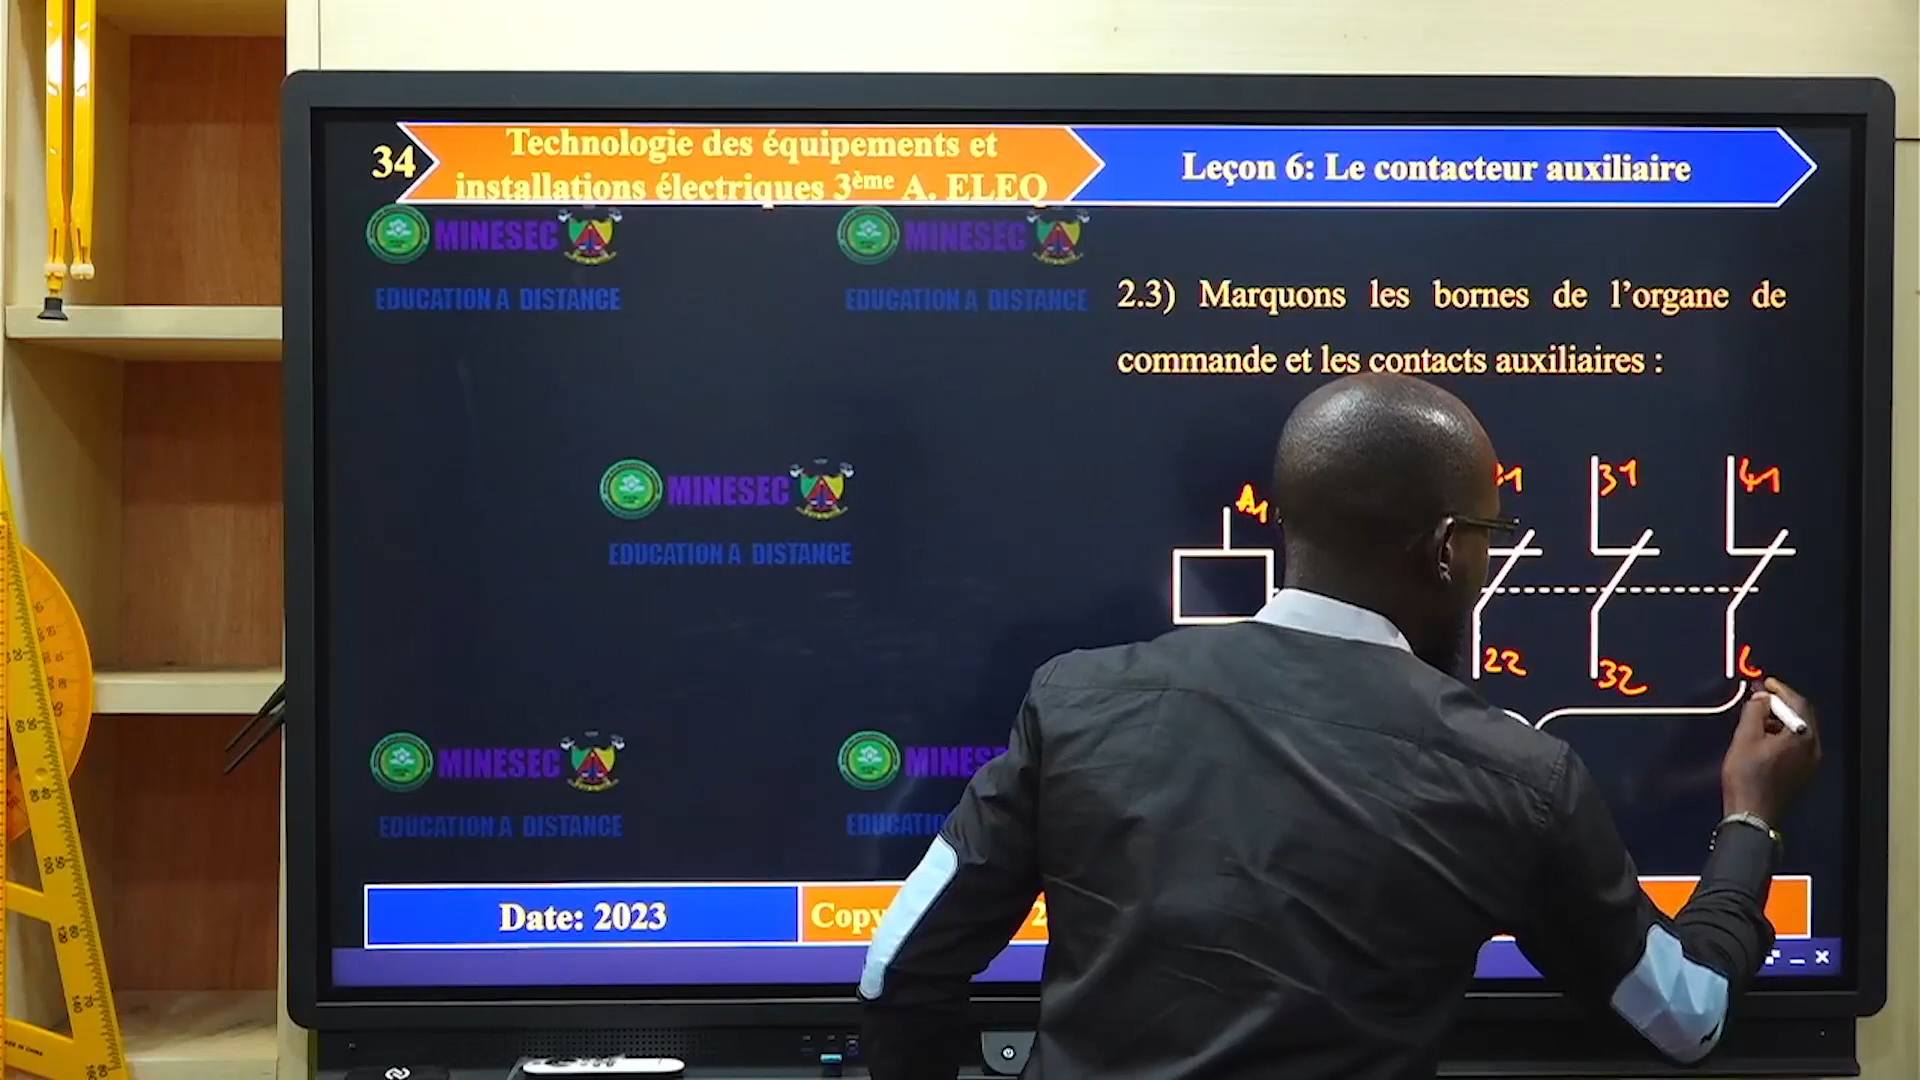 34
Technologie des équipements et
installations électriques 3ème A. ELEQ
Leçon 6: Le contacteur auxiliaire
MINESEC
EDUCATION A DISTANCE
MINESEC
EDUCATION A DISTANCE
2.3) Marquons les bornes de l'organe de
commande et les contacts auxiliaires :
MINESEC
EDUCATION A DISTANCE
A1
31
41
22
32
MINESEC
EDUCATION A DISTANCE
Date: 2023